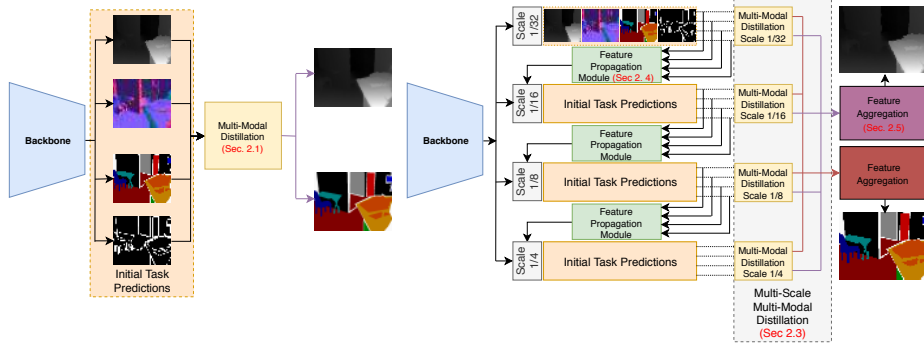 Backbone
Initial Task
Predictions
Multi-Modal
Distillation
(Sec. 2.1)
Backbone
Scale
1/32
Feature
Propagation
Module (Sec 2. 4)
Scale
1/16
Initial Task Predictions
Feature
Propagation
Module
Scale
1/8
Initial Task Predictions
Feature
Propagation
Module
Scale
1/4
Initial Task Predictions
Multi-Modal
Distillation
Scale 1/32
Multi-Modal
Distillation
Scale 1/16
Multi-Modal
Distillation
Scale 1/8
Multi-Modal
Distillation
Scale 1/4
Multi-Scale
Multi-Modal
Distillation
(Sec 2.3)
Feature
Aggregation
(Sec. 2.5)
Feature
Aggregation